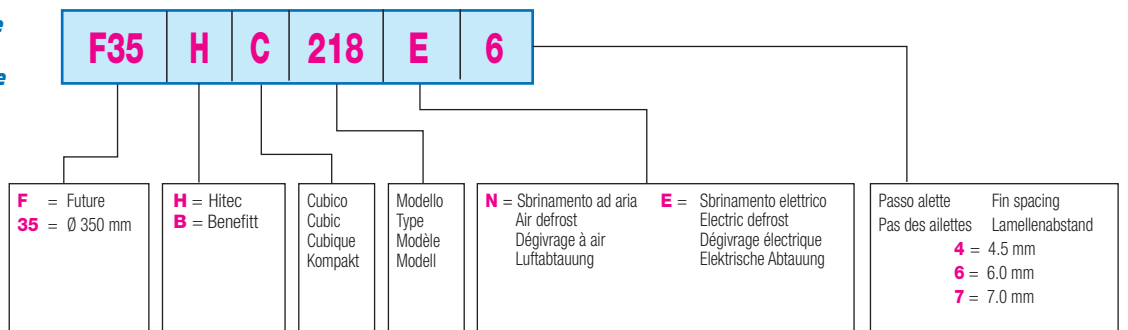 F35 H C 218 E 6
F = Future
35 = Ø 350 mm
H = Hitec
B = Benefitt
Cubico
Cubic
Cubique
Kompakt
Modello
Type
Modèle
Modell
N = Sbrinamento ad aria
Air defrost
Dégivrage à air
Luftabtauung
E = Sbrinamento elettrico
Electric defrost
Dégivrage électrique
Elektrische Abtauung
Passo alette Fin spacing
Pas des ailettes Lamellenabstand
4 = 4.5 mm
6 = 6.0 mm
7 = 7.0 mm